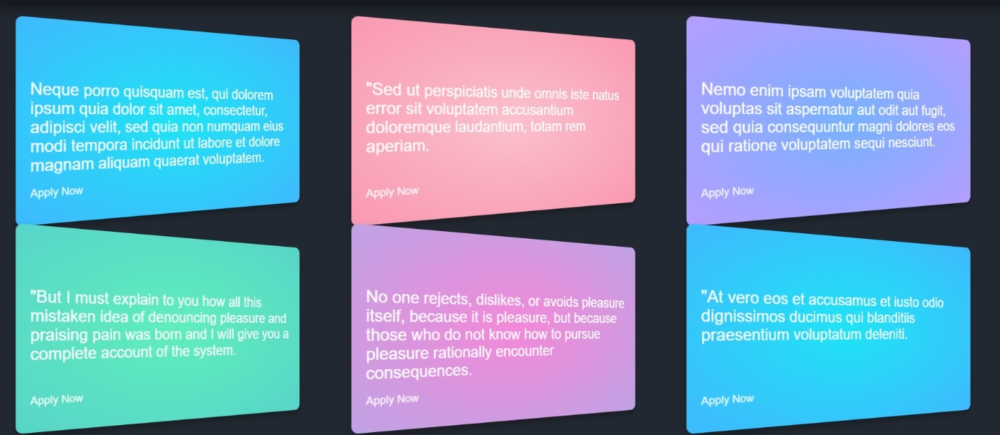 Neque porro quisquam est, qui dolorem
ipsum quia dolor sit amet, consectetur,
adipisci velit, sed quia non numquam eius
modi tempora incidunt ut labore et dolore
magnam aliquam quaerat voluptatem.
Apply Now
"Sed ut perspiciatis unde omnis iste natus
error sit voluptatem accusantium
doloremque laudantium, totam rem
aperiam.
Apply Now
Nemo enim ipsam voluptatem quia
voluptas sit aspernatur aut odit aut fugit,
sed quia consequuntur magni dolores eos
qui ratione voluptatem sequi nesciunt.
Apply Now
"But I must explain to you how all this
mistaken idea of denouncing pleasure and
praising pain was born and I will give you a
complete account of the system.
Apply Now
No one rejects, dislikes, or avoids pleasure
itself, because it is pleasure, but because
those who do not know how to pursue
pleasure rationally encounter
consequences.
Apply Now
"At vero eos et accusamus et iusto odio
dignissimos ducimus qui blanditiis
praesentium voluptatum deleniti.
Apply Now